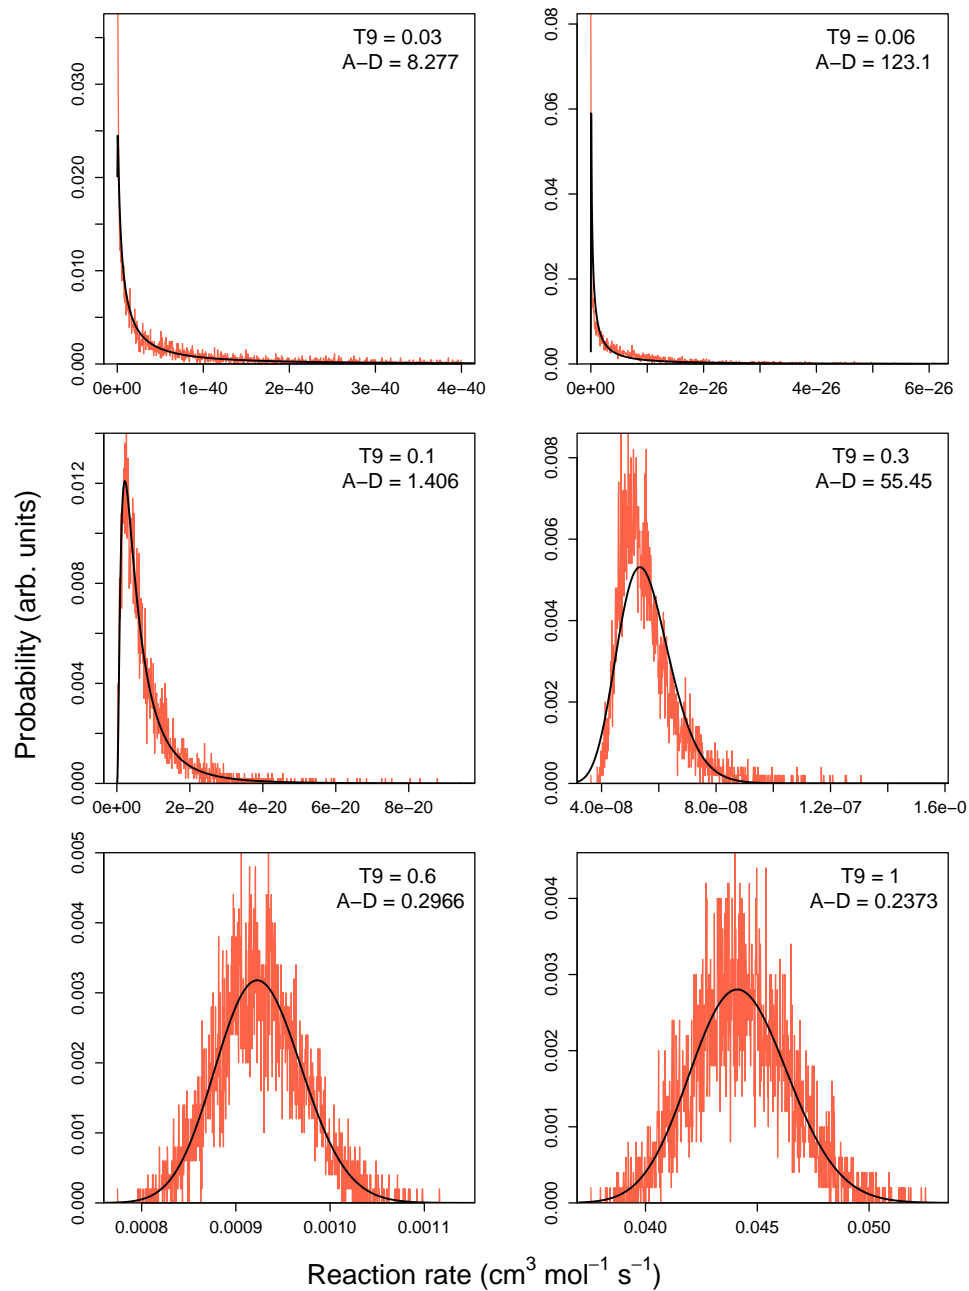 T9 = 0.03
A−D = 8.277
0.000
0.010
0.020
0.030
0e+00
1e−40
2e−40
3e−40
4e−40
T9 = 0.06
A−D = 123.1
0.00
0.02
0.04
0.06
0.08
0e+00
2e−26
4e−26
6e−26
T9 = 0.1
A−D = 1.406
0.000
0.004
0.008
0.012
0e+00
2e−20
4e−20
6e−20
8e−20
T9 = 0.3
A−D = 55.45
0.000
0.002
0.004
0.006
0.008
4.0e−08
8.0e−08
1.2e−07
1.6e−0
T9 = 0.6
A−D = 0.2966
0.000
0.001
0.002
0.003
0.004
0.005
0.0008
0.0009
0.0010
0.0011
T9 = 1
A−D = 0.2373
0.000
0.001
0.002
0.003
0.004
0.040
0.045
0.050
Probability (arb. units)
Reaction rate (cm³ mol⁻¹ s⁻¹)